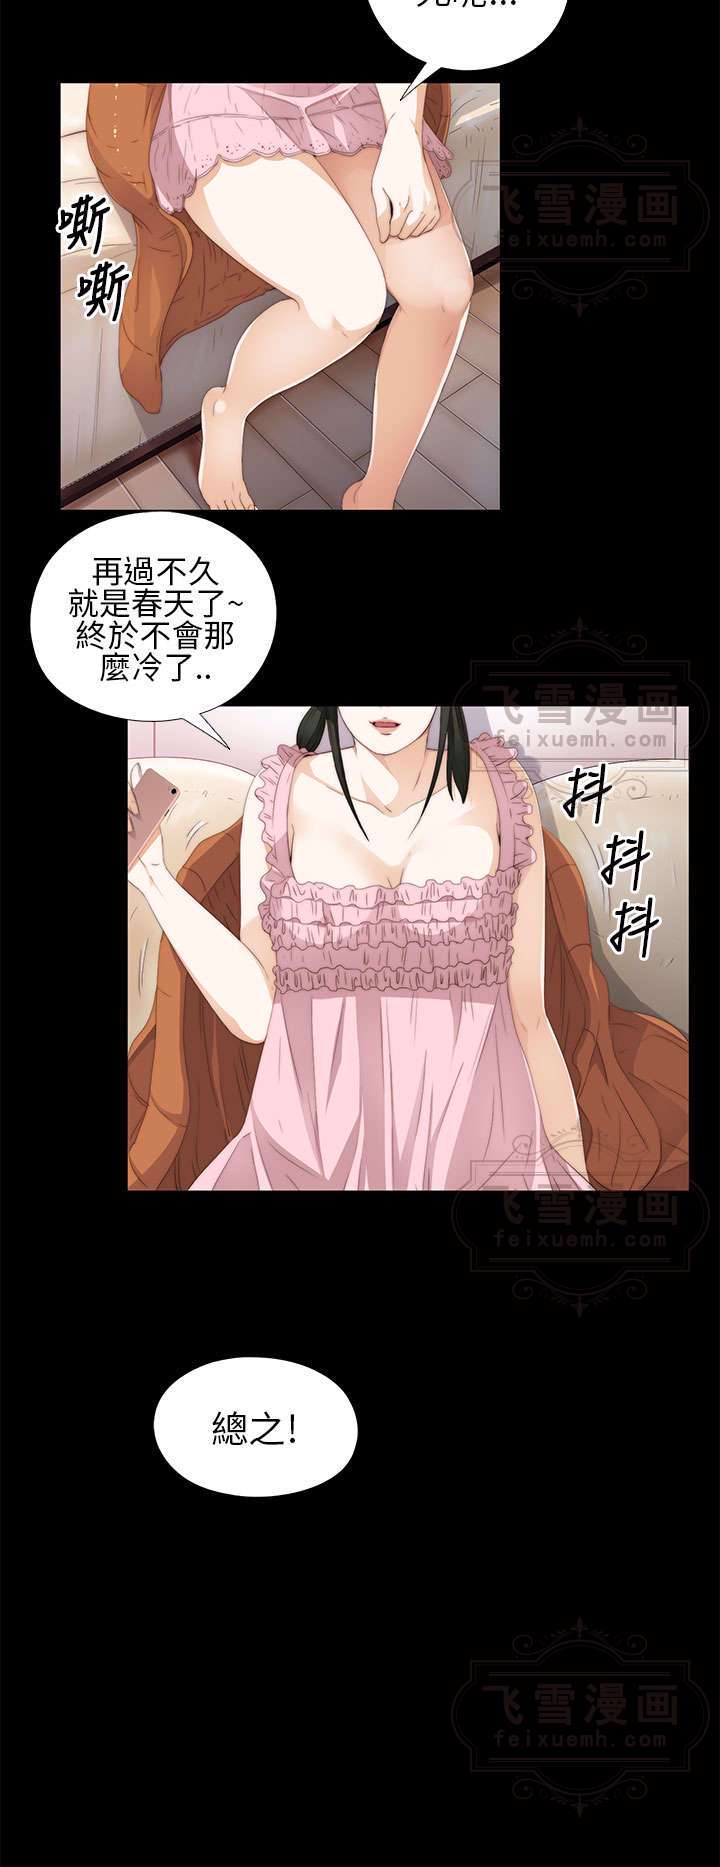 嘶
嘶
飞雪漫画
feixuemh.com
再過不久
就是春天了~
終於不會那
麼冷了..
飞雪漫画
feixuemh.com
抖
抖
抖
飞雪漫画
feixuemh.com
總之!
飞雪漫画
feixuemh.com